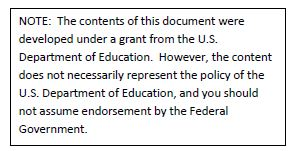 NOTE:  The contents of this document were
developed under a grant from the U.S.
Department of Education.  However, the content
does not necessarily represent the policy of the
U.S. Department of Education, and you should
not assume endorsement by the Federal
Government.